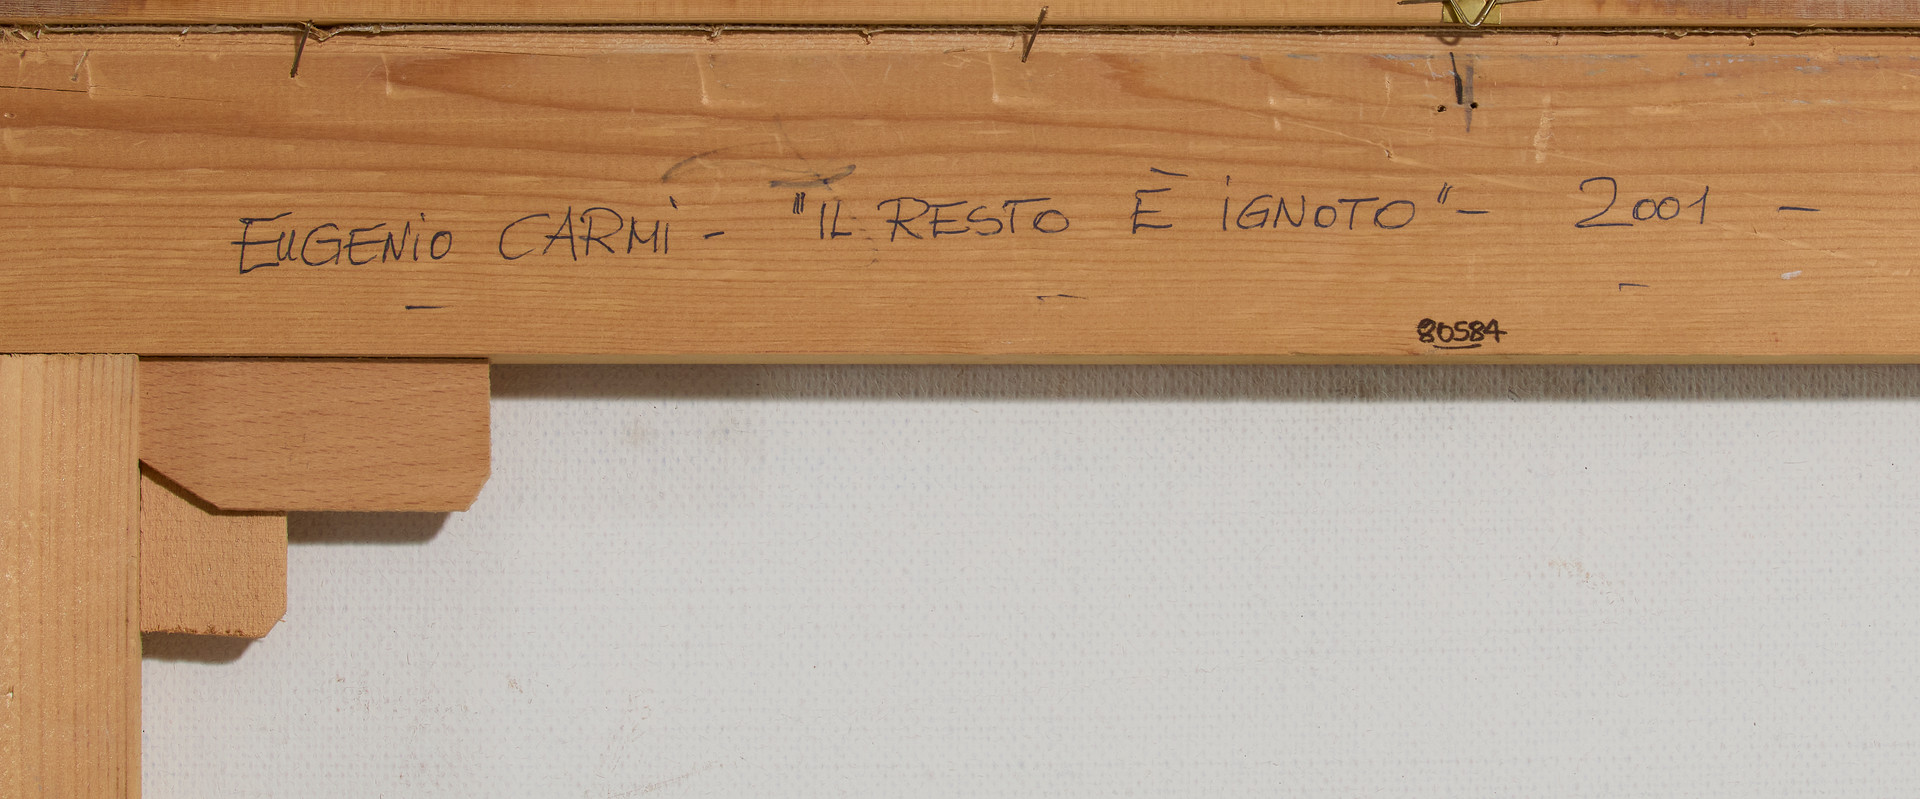 EUGENIO CARMI - "IL RESTO È IGNOTO" - 2001 -
80584